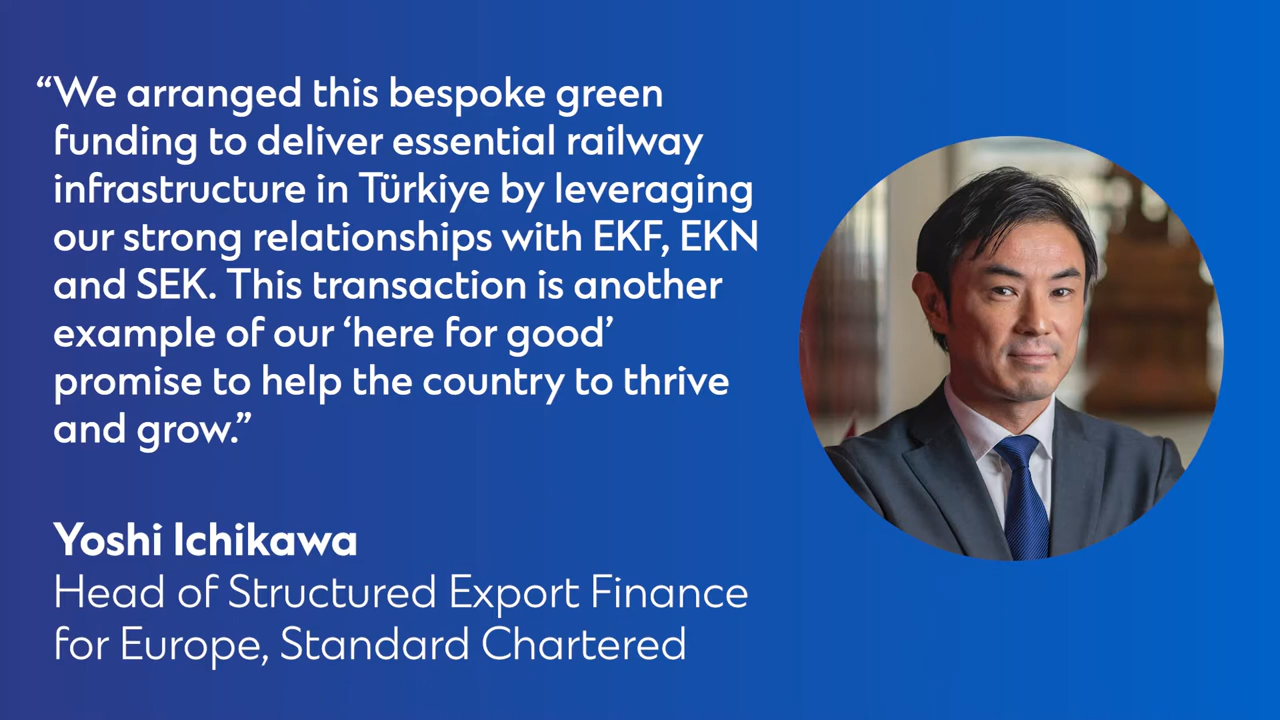 “We arranged this bespoke green
funding to deliver essential railway
infrastructure in Türkiye by leveraging
our strong relationships with EKF, EKN
and SEK. This transaction is another
example of our ‘here for good’
promise to help the country to thrive
and grow.”
Yoshi Ichikawa
Head of Structured Export Finance
for Europe, Standard Chartered